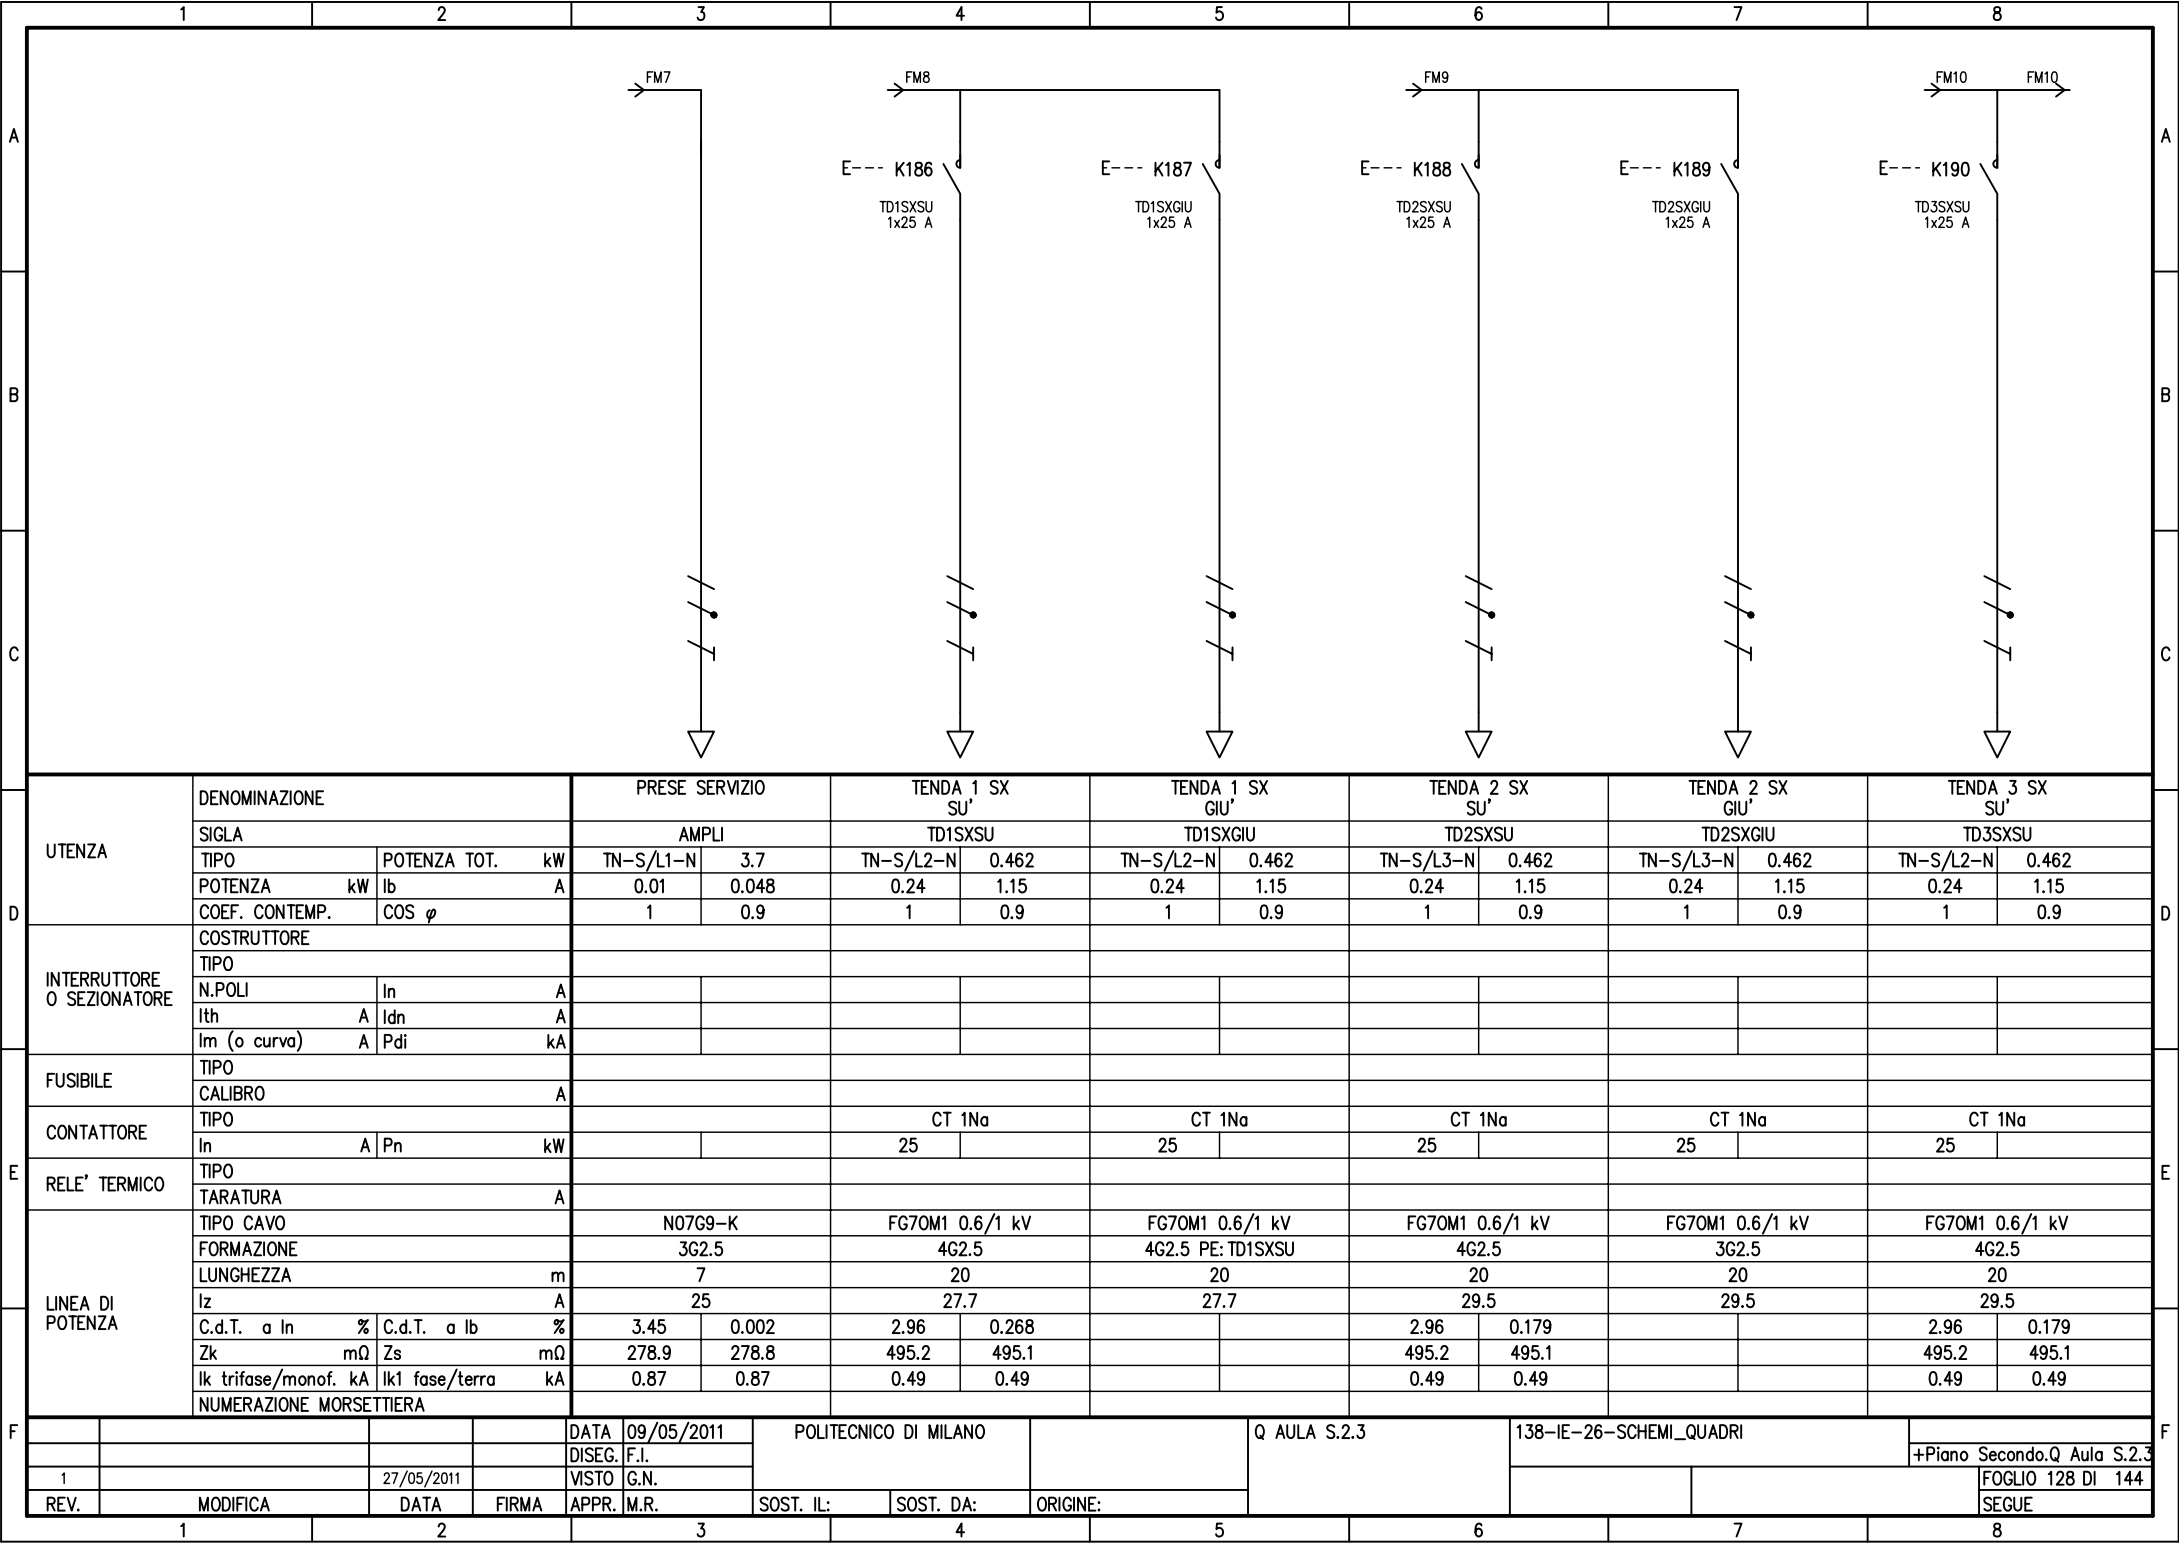 1 2 3 4 5 6 7 8
FM7 FM8 FM9 FM10 FM10
A A
E--- K186 E--- K187 E--- K188 E--- K189 E--- K190
TD1SXSU TD1SXGIU TD2SXSU TD2SXGIU TD3SXSU
1x25 A 1x25 A 1x25 A 1x25 A 1x25 A
B B
C C
DENOMINAZIONE PRESE SERVIZIO TENDA 1 SX TENDA 1 SX TENDA 2 SX TENDA 2 SX TENDA 3 SX
SU' GIU' SU' GIU' SU'
UTENZA
SIGLA AMPLI TD1SXSU TD1SXGIU TD2SXSU TD2SXGIU TD3SXSU
TIPO POTENZA TOT. kW TN-S/L1-N 3.7 TN-S/L2-N 0.462 TN-S/L2-N 0.462 TN-S/L3-N 0.462 TN-S/L3-N 0.462 TN-S/L2-N 0.462
POTENZA kW Ib A 0.01 0.048 0.24 1.15 0.24 1.15 0.24 1.15 0.24 1.15 0.24 1.15
D COEF. CONTEMP. COS φ 1 0.9 1 0.9 1 0.9 1 0.9 1 0.9 1 0.9 D
INTERRUTTORE
O SEZIONATORE
COSTRUTTORE
TIPO
N.POLI In A
Ith A Idn A
Im (o curva) A Pdi kA
FUSIBILE
TIPO
CALIBRO A
CONTATTORE
TIPO CT 1Na CT 1Na CT 1Na CT 1Na CT 1Na
In A Pn kW 25 25 25 25 25
E E
RELE' TERMICO
TIPO
TARATURA A
LINEA DI
POTENZA
TIPO CAVO N07G9-K FG7OM1 0.6/1 kV FG7OM1 0.6/1 kV FG7OM1 0.6/1 kV FG7OM1 0.6/1 kV FG7OM1 0.6/1 kV
FORMAZIONE 3G2.5 4G2.5 4G2.5 PE:TD1SXSU 4G2.5 3G2.5 4G2.5
LUNGHEZZA m 7 20 20 20 20 20
Iz A 25 27.7 27.7 29.5 29.5 29.5
C.d.T. a In % C.d.T. a Ib % 3.45 0.002 2.96 0.268 2.96 0.179 2.96 0.179
Zk mΩ Zs mΩ 278.9 278.8 495.2 495.1 495.2 495.1 495.2 495.1
Ik trifase/monof. kA Ik1 fase/terra kA 0.87 0.87 0.49 0.49 0.49 0.49 0.49 0.49
NUMERAZIONE MORSETTIERA
F F
DATA 09/05/2011 POLITECNICO DI MILANO Q AULA S.2.3 138-IE-26-SCHEMI_QUADRI
DISEG. F.I. +Piano Secondo.Q Aula S.2.3
1 27/05/2011 VISTO G.N. FOGLIO 128 DI 144
REV. MODIFICA DATA FIRMA APPR. M.R. SOST. IL: SOST. DA: ORIGINE: SEGUE
1 2 3 4 5 6 7 8